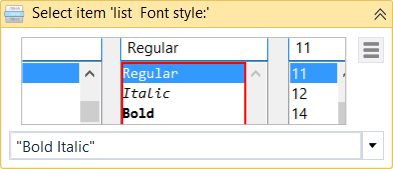 Select item 'list Font style:'
Regular 11
Regular 11
Italic 12
Bold 14
"Bold Italic"